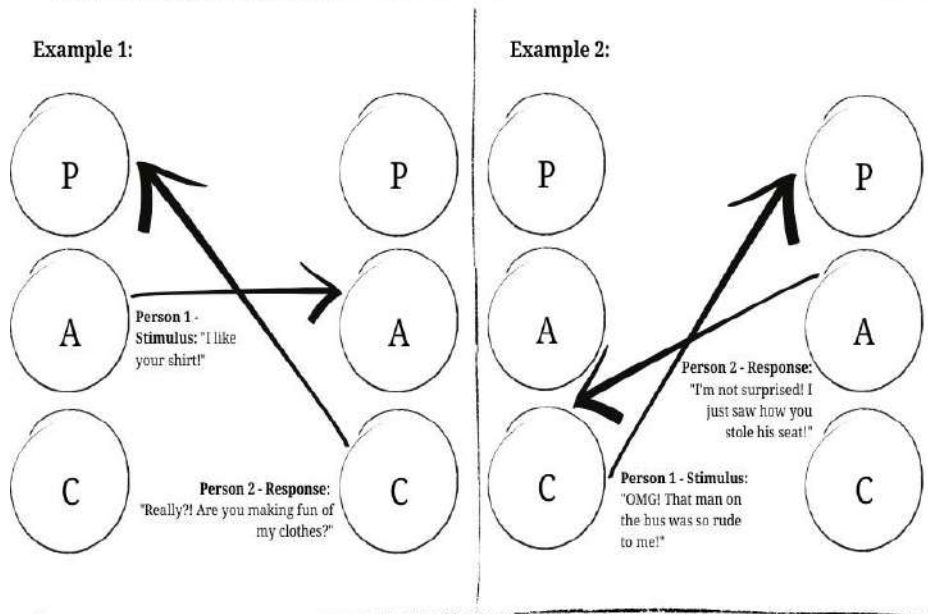 Example 1:
P
P
A
A
Person 1 -
Stimulus: "I like
your shirt!"
C
C
Person 2 - Response:
"Really?! Are you making fun of
my clothes?"
Example 2:
P
P
A
A
Person 2 - Response:
"I'm not surprised! I
just saw how you
stole his seat!"
C
C
Person 1 - Stimulus:
"OMG! That man on
the bus was so rude
to me!"